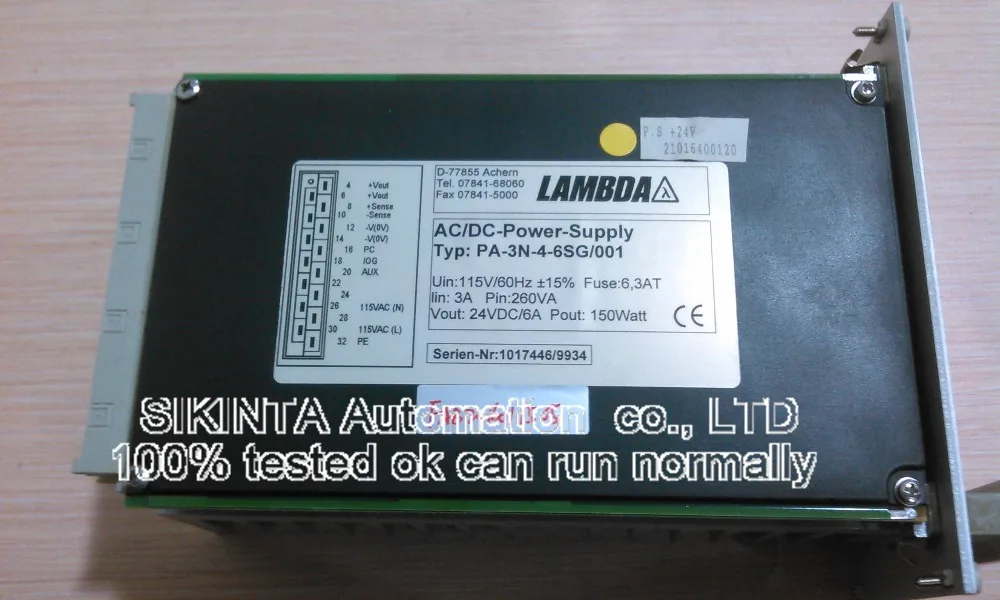 P.S +24V
21016400120
D-77855 Achern
Tel. 07841-68060
Fax 07841-5000
LAMBDA
AC/DC-Power-Supply
Typ: PA-3N-4-6SG/001
Uin:115V/60Hz ±15% Fuse:6,3AT
Iin: 3A Pin:260VA
Vout: 24VDC/6A Pout: 150Watt
CE
Serien-Nr:1017446/9934
4 +Vout
6 +Vout
8 +Sense
10 -Sense
12 -V(0V)
14 -V(0V)
16 PC
18 IOG
20 AUX
22
24
26 115VAC (N)
28
30 115VAC (L)
32 PE
SIKINTA Automation co., LTD
100% tested ok can run normally